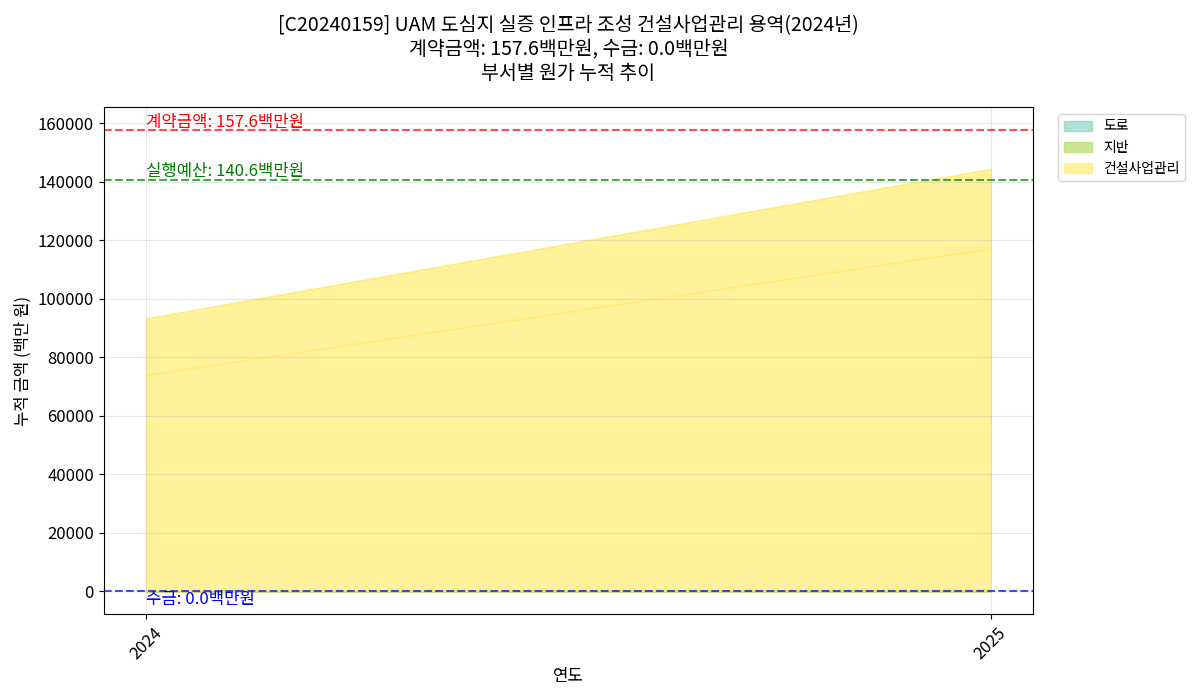 [C20240159] UAM 도심지 실증 인프라 조성 건설사업관리 용역(2024년)
계약금액: 157.6백만원, 수금: 0.0백만원
부서별 원가 누적 추이
계약금액: 157.6백만원
실행예산: 140.6백만원
수금: 0.0백만원
160000
140000
120000
100000
80000
60000
40000
20000
0
누적 금액 (백만 원)
2024
2025
연도
도로
지반
건설사업관리